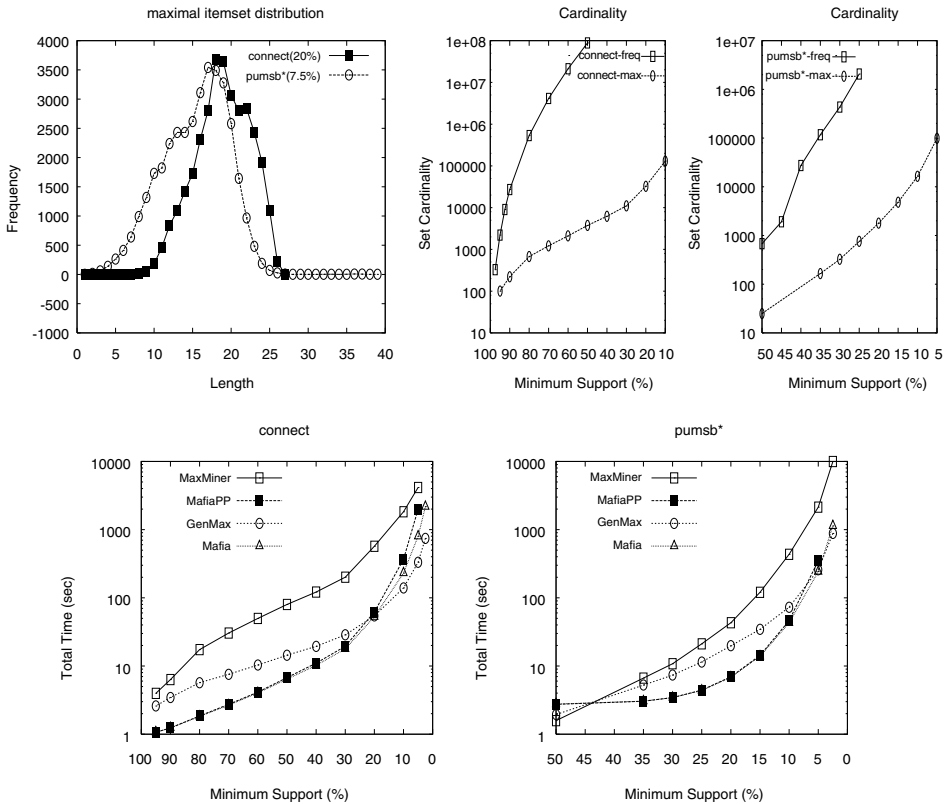 maximal itemset distribution
4000
3500
3000
2500
2000
1500
1000
500
0
-500
-1000
Frequency
connect(20%)
pumsb*(7.5%)
0 5 10 15 20 25 30 35 40
Length
Cardinality
1e+08
1e+07
1e+06
100000
10000
1000
100
10
Set Cardinality
connect-freq
connect-max
100 90 80 70 60 50 40 30 20 10
Minimum Support (%)
Cardinality
1e+07
1e+06
100000
10000
1000
100
10
Set Cardinality
pumsb*-freq
pumsb*-max
50 45 40 35 30 25 20 15 10 5
Minimum Support (%)
connect
10000
1000
100
10
1
Total Time (sec)
MaxMiner
MafiaPP
GenMax
Mafia
100 90 80 70 60 50 40 30 20 10 0
Minimum Support (%)
pumsb*
10000
1000
100
10
1
Total Time (sec)
MaxMiner
MafiaPP
GenMax
Mafia
50 45 40 35 30 25 20 15 10 5 0
Minimum Support (%)